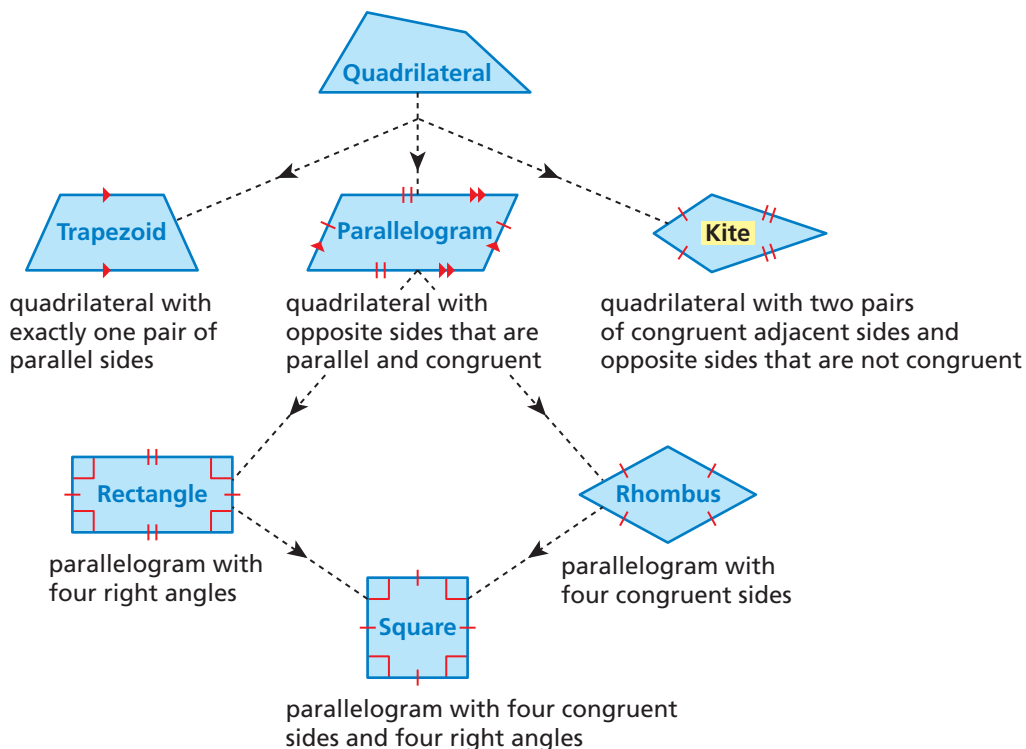 Quadrilateral
Trapezoid
Parallelogram
Kite
quadrilateral with
exactly one pair of
parallel sides
quadrilateral with
opposite sides that are
parallel and congruent
quadrilateral with two pairs
of congruent adjacent sides and
opposite sides that are not congruent
Rectangle
Rhombus
parallelogram with
four right angles
parallelogram with
four congruent sides
Square
parallelogram with four congruent
sides and four right angles